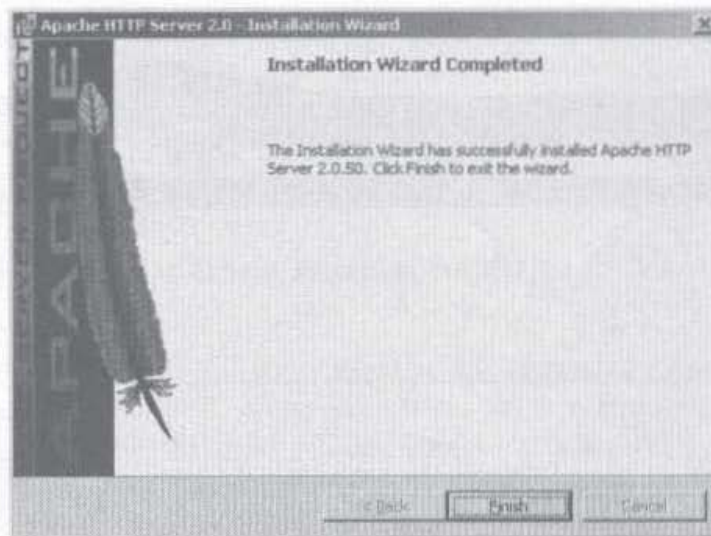 Apache HTTP Server 2.0 - Installation Wizard
Installation Wizard Completed
The Installation Wizard has successfully installed Apache HTTP
Server 2.0.50. Click Finish to exit the wizard.
APACHE
< Back
Finish
Cancel